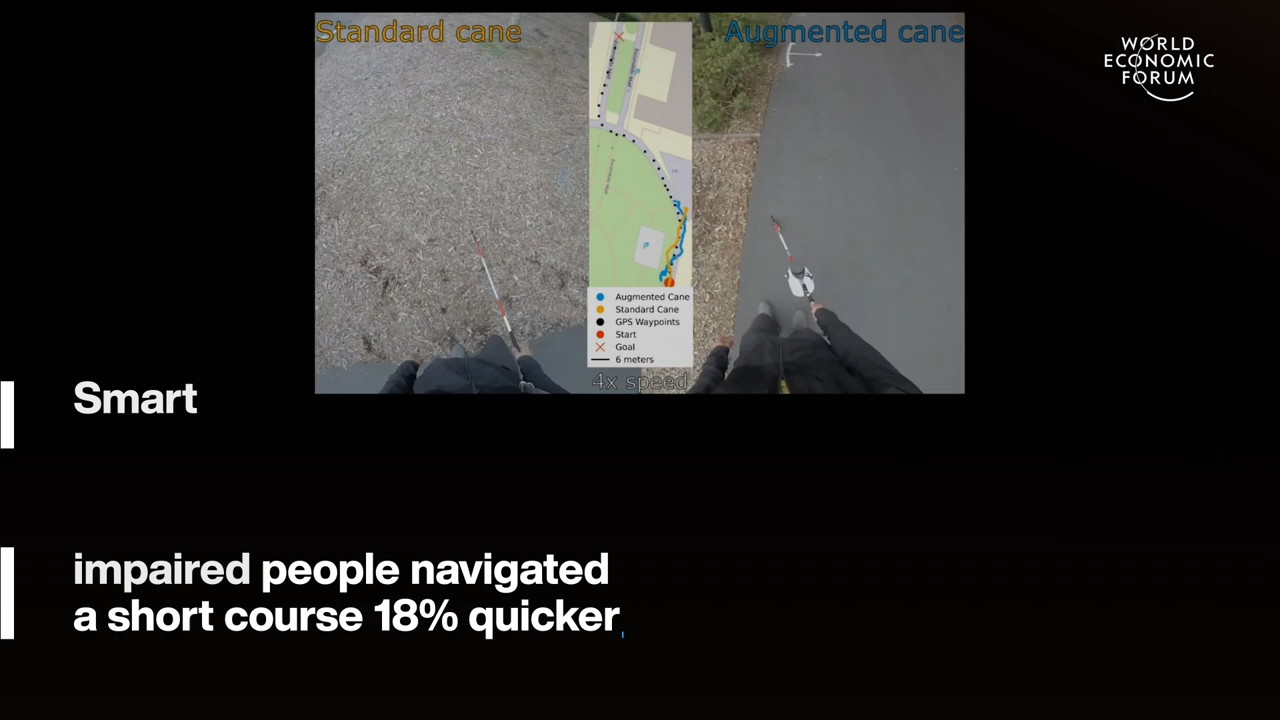 Standard cane
Augmented cane
WORLD
ECONOMIC
FORUM
Augmented Cane
Standard Cane
GPS Waypoints
Start
Goal
6 meters
4x speed
Smart
impaired people navigated
a short course 18% quicker